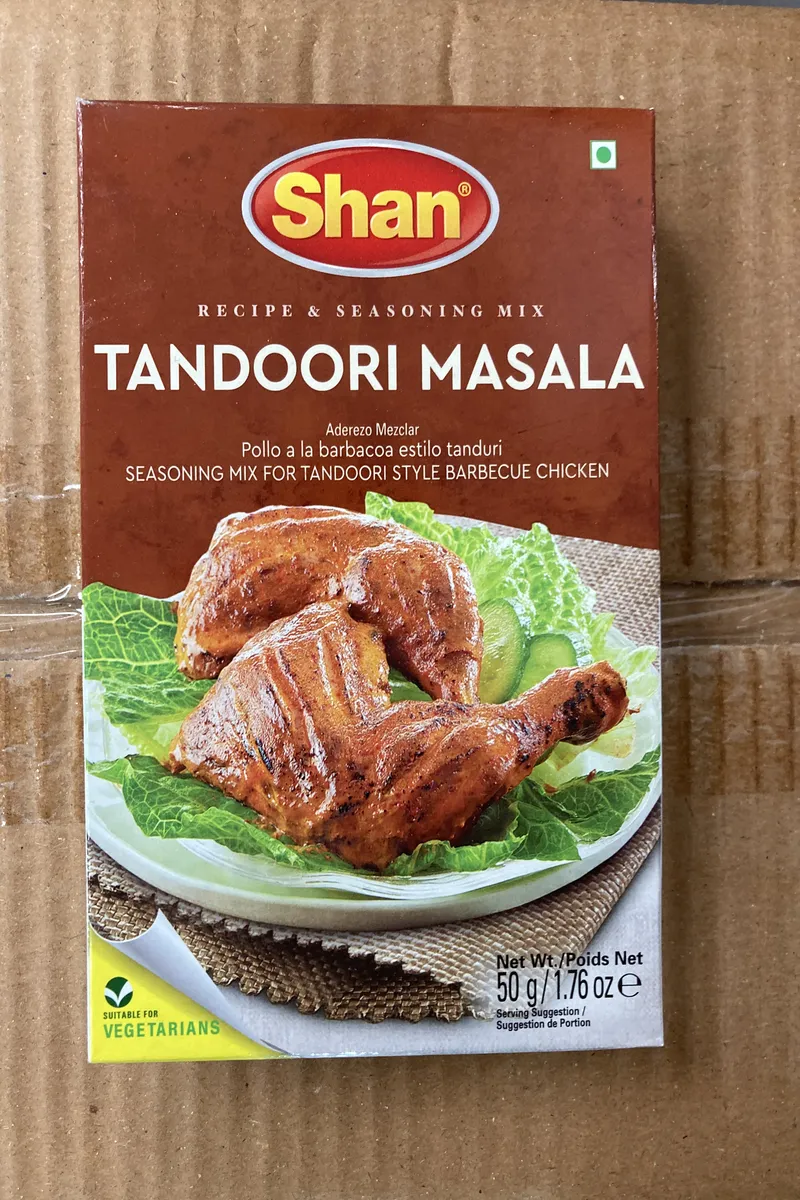 Shan®
RECIPE & SEASONING MIX
TANDOORI MASALA
Aderezo Mezclar
Pollo a la barbacoa estilo tanduri
SEASONING MIX FOR TANDOORI STYLE BARBECUE CHICKEN
SUITABLE FOR
VEGETARIANS
Net Wt./Poids Net
50 g/1.76 oz ℮
Serving Suggestion /
Suggestion de Portion